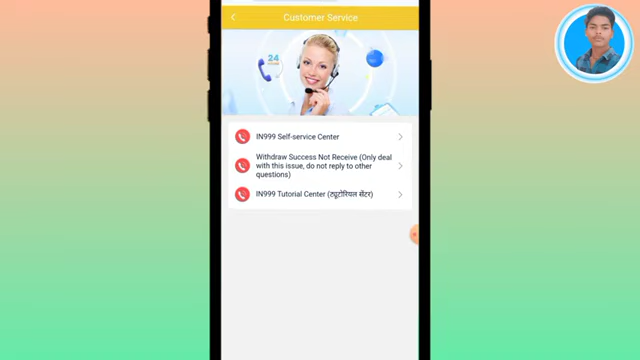 Customer Service
24
IN999 Self-service Center
Withdraw Success Not Receive (Only deal
with this issue, do not reply to other
questions)
IN999 Tutorial Center (ट्यूटोरियल सेंटर)